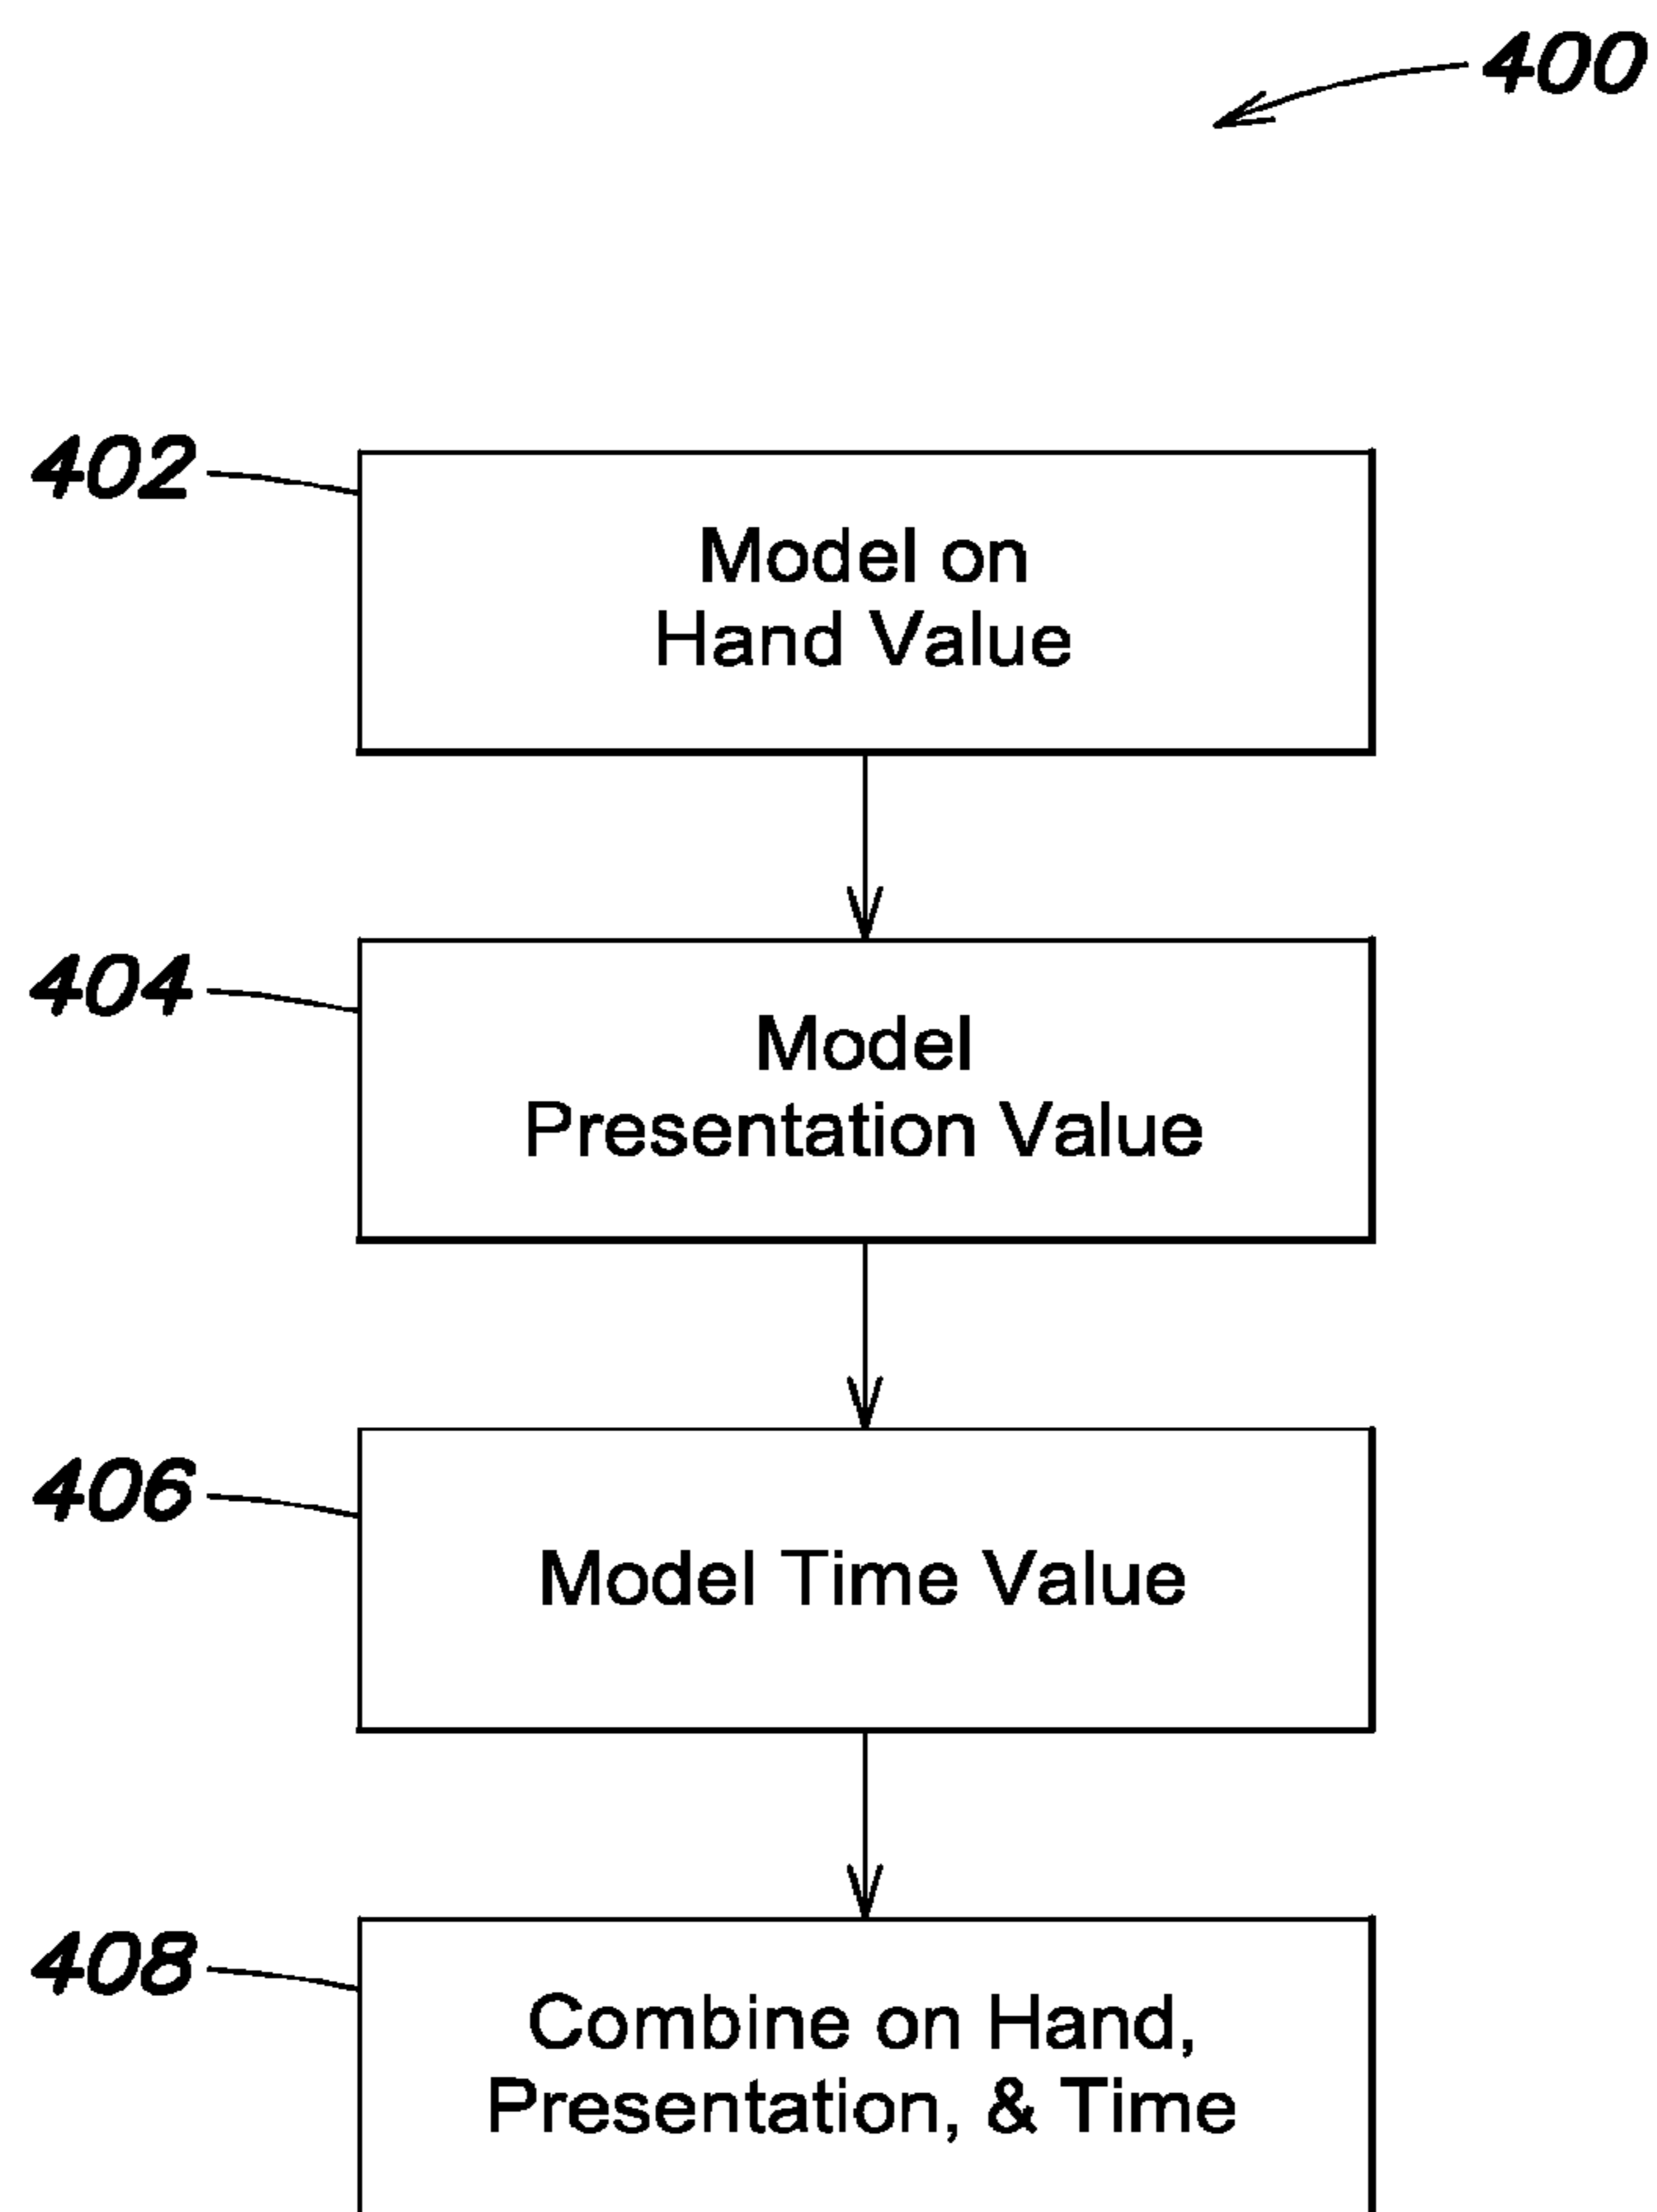 400
402
Model on
Hand Value
404
Model
Presentation Value
406
Model Time Value
408
Combine on Hand,
Presentation, & Time